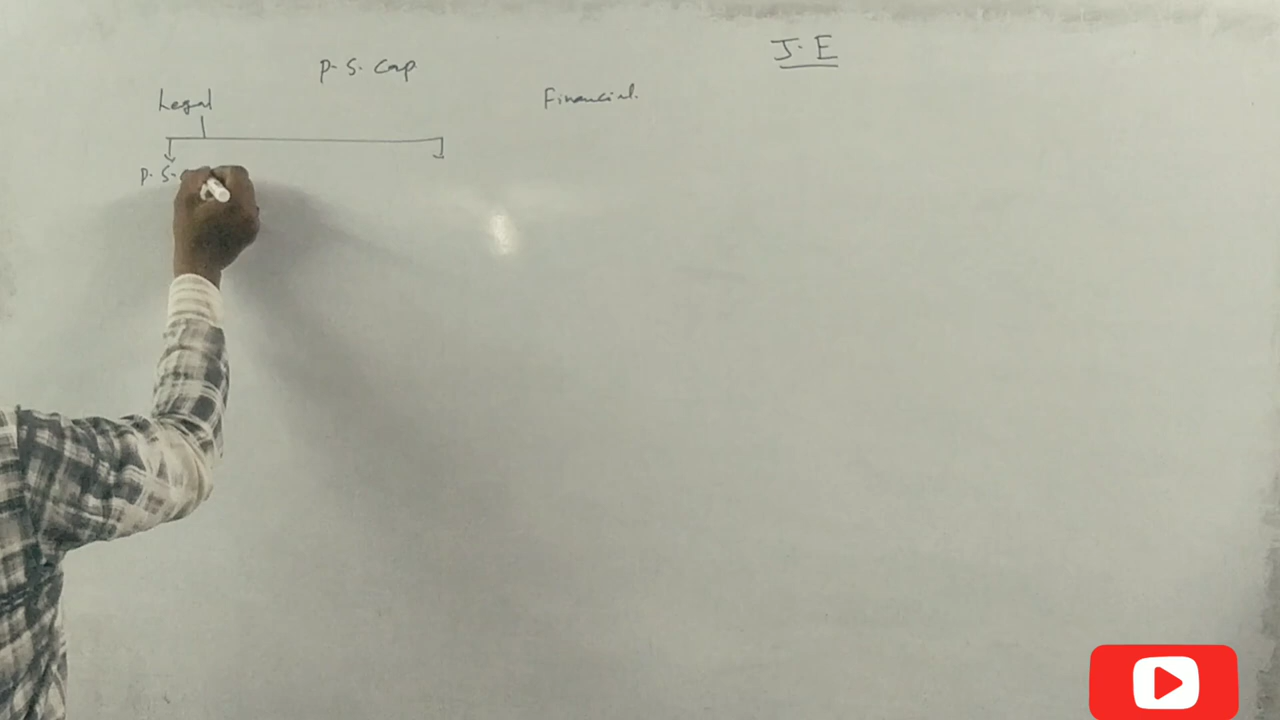 J. E
P. S. Cap
Legal
Financial.
P. S.